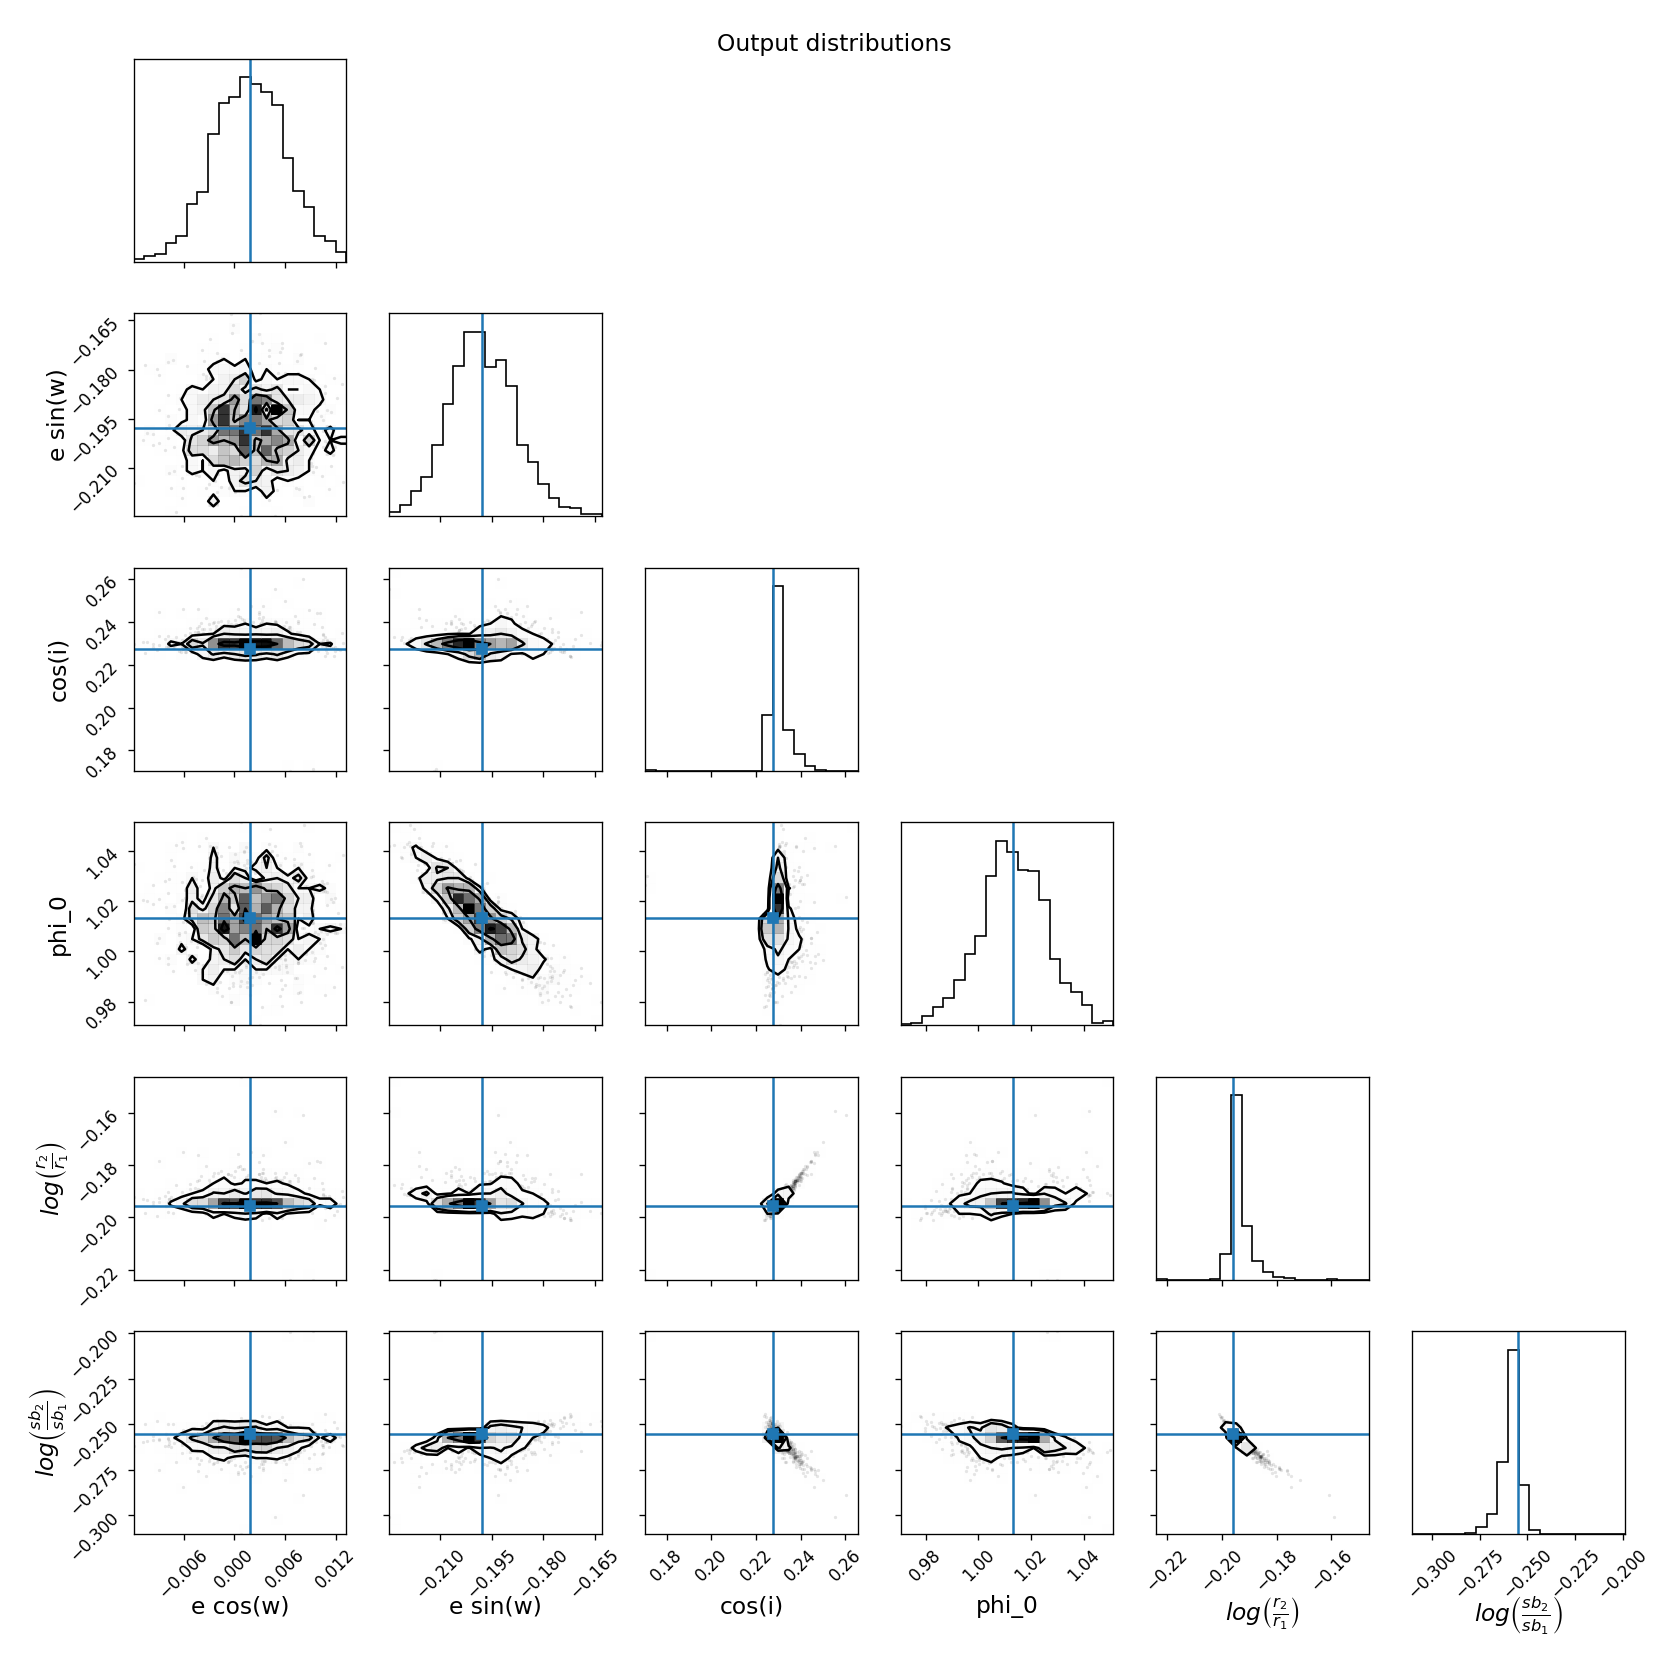 Output distributions
e sin(w)
−0.165
−0.180
−0.195
−0.210
cos(i)
0.26
0.24
0.22
0.20
0.18
phi_0
1.04
1.02
1.00
0.98
log(r₂/r₁)
−0.16
−0.18
−0.20
−0.22
log(sb₂/sb₁)
−0.200
−0.225
−0.250
−0.275
−0.300
−0.006 0.000 0.006 0.012
e cos(w)
−0.210 −0.195 −0.180 −0.165
e sin(w)
0.18 0.20 0.22 0.24 0.26
cos(i)
0.98 1.00 1.02 1.04
phi_0
−0.22 −0.20 −0.18 −0.16
log(r₂/r₁)
−0.300 −0.275 −0.250 −0.225 −0.200
log(sb₂/sb₁)